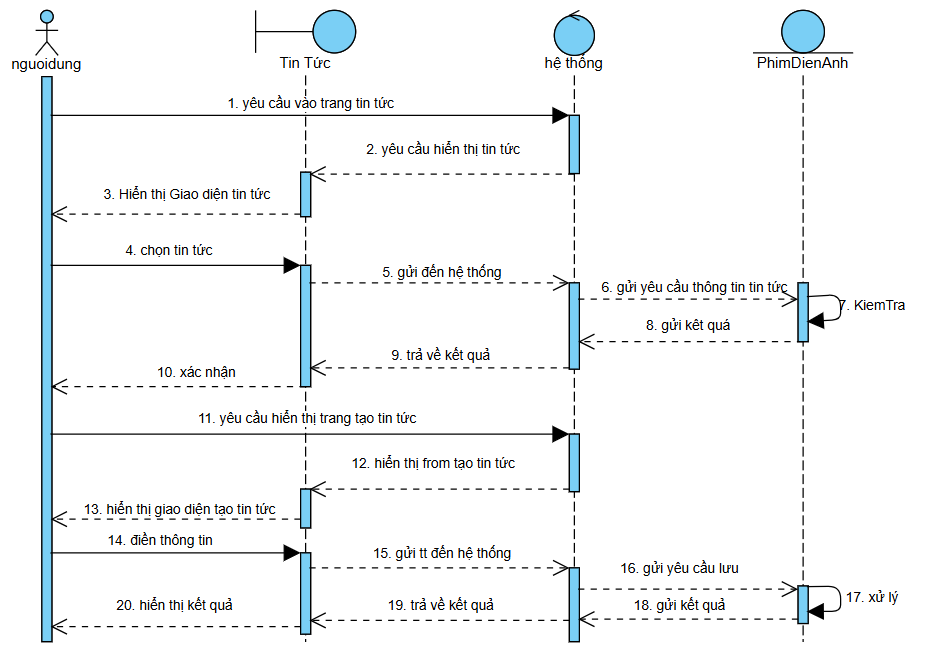 nguoidung
Tin Tức
hệ thống
PhimDienAnh
1. yêu cầu vào trang tin tức
2. yêu cầu hiển thị tin tức
3. Hiển thị Giao diện tin tức
4. chọn tin tức
5. gửi đến hệ thống
6. gửi yêu cầu thông tin tin tức
7. KiemTra
8. gửi kêt quá
9. trả về kết quả
10. xác nhận
11. yêu cầu hiển thị trang tạo tin tức
12. hiển thị from tạo tin tức
13. hiển thị giao diện tạo tin tức
14. điền thông tin
15. gửi tt đến hệ thống
16. gửi yêu cầu lưu
17. xử lý
18. gửi kết quả
19. trả về kết quả
20. hiển thị kết quả